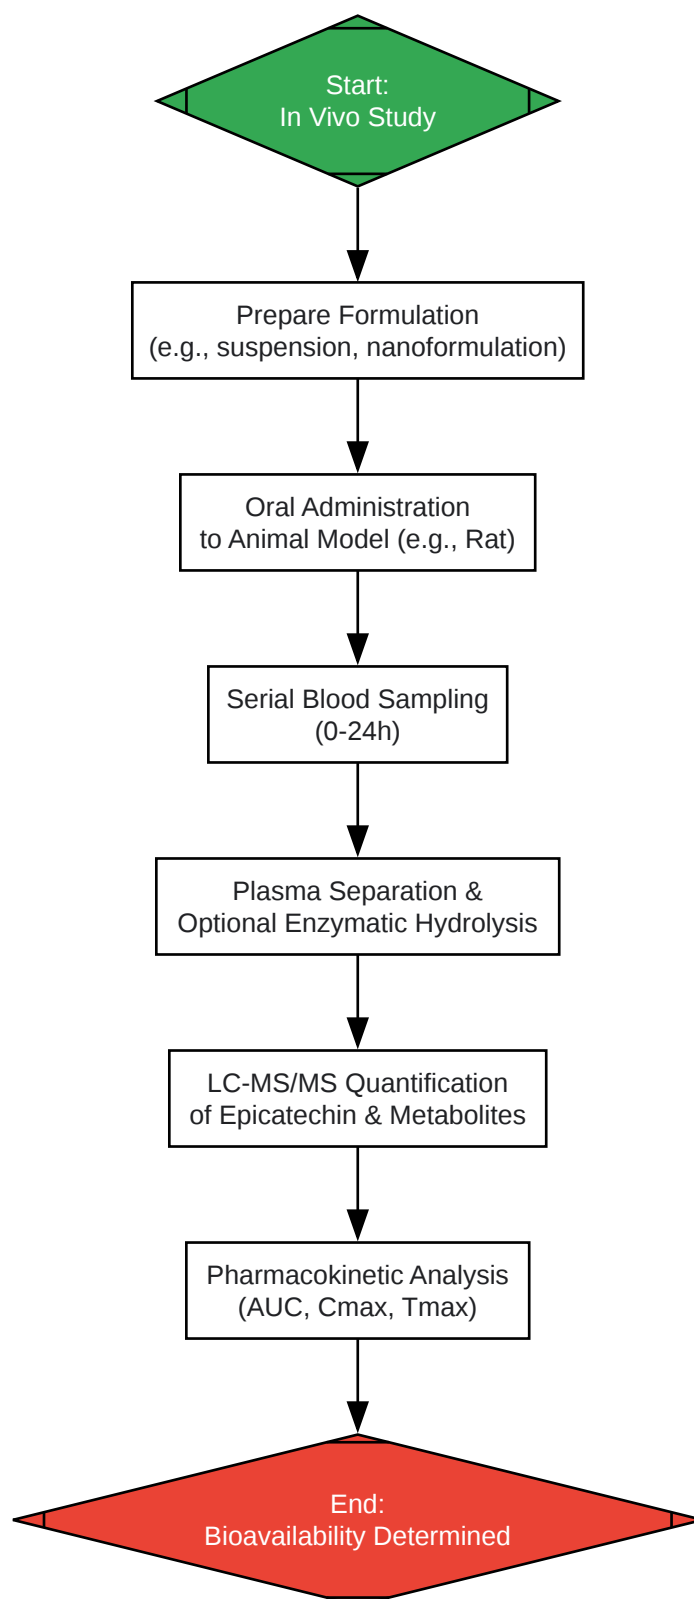 Start:
In Vivo Study
Prepare Formulation
(e.g., suspension, nanoformulation)
Oral Administration
to Animal Model (e.g., Rat)
Serial Blood Sampling
(0-24h)
Plasma Separation &
Optional Enzymatic Hydrolysis
LC-MS/MS Quantification
of Epicatechin & Metabolites
Pharmacokinetic Analysis
(AUC, Cmax, Tmax)
End:
Bioavailability Determined